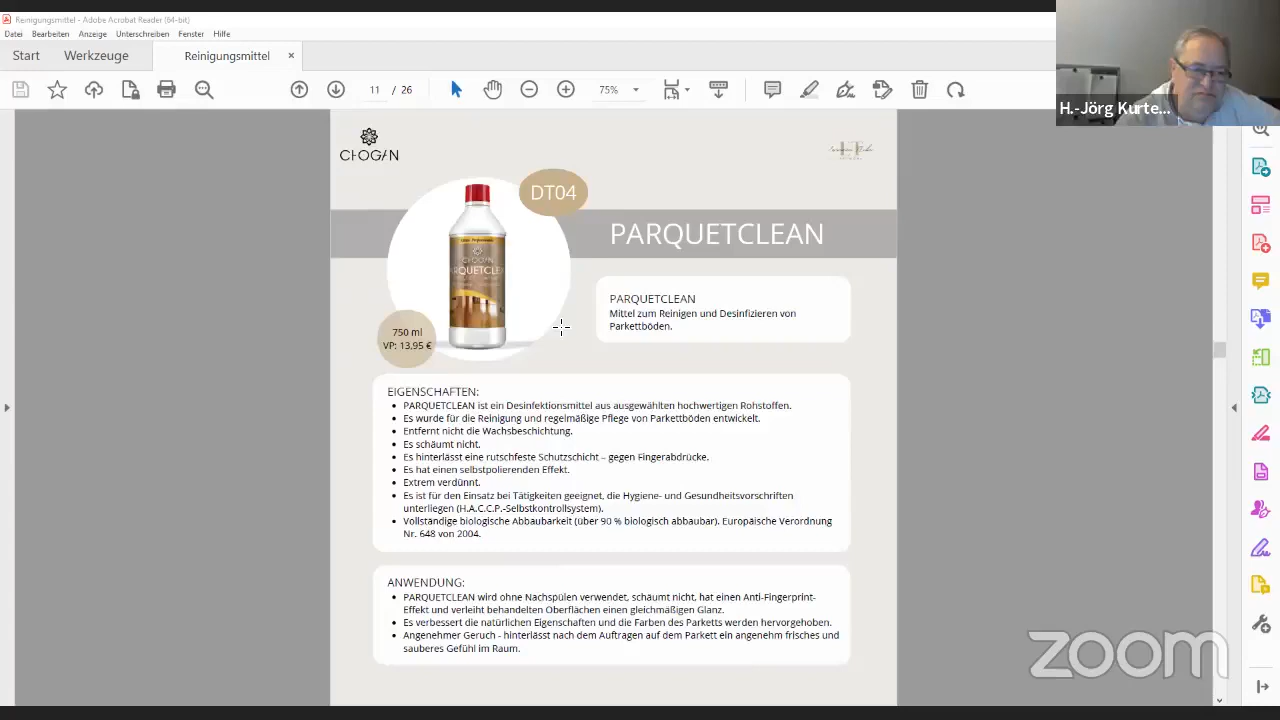 Reinigungsmittel - Adobe Acrobat Reader (64-bit)
Datei Bearbeiten Anzeige Unterschreiben Fenster Hilfe
Start Werkzeuge Reinigungsmittel ×
11 / 26 75%
H.-Jörg Kurte...
CHOGAN
LT
DT04
PARQUETCLEAN
CHOGAN
750 ml
VP: 13,95 €
PARQUETCLEAN
Mittel zum Reinigen und Desinfizieren von
Parkettböden.
EIGENSCHAFTEN:
• PARQUETCLEAN ist ein Desinfektionsmittel aus ausgewählten hochwertigen Rohstoffen.
• Es wurde für die Reinigung und regelmäßige Pflege von Parkettböden entwickelt.
• Entfernt nicht die Wachsbeschichtung.
• Es schäumt nicht.
• Es hinterlässt eine rutschfeste Schutzschicht – gegen Fingerabdrücke.
• Es hat einen selbstpolierenden Effekt.
• Extrem verdünnt.
• Es ist für den Einsatz bei Tätigkeiten geeignet, die Hygiene- und Gesundheitsvorschriften
unterliegen (H.A.C.C.P.-Selbstkontrollsystem).
• Vollständige biologische Abbaubarkeit (über 90 % biologisch abbaubar). Europäische Verordnung
Nr. 648 von 2004.
ANWENDUNG:
• PARQUETCLEAN wird ohne Nachspülen verwendet, schäumt nicht, hat einen Anti-Fingerprint-
Effekt und verleiht behandelten Oberflächen einen gleichmäßigen Glanz.
• Es verbessert die natürlichen Eigenschaften und die Farben des Parketts werden hervorgehoben.
• Angenehmer Geruch - hinterlässt nach dem Auftragen auf dem Parkett ein angenehm frisches und
sauberes Gefühl im Raum.
zoom